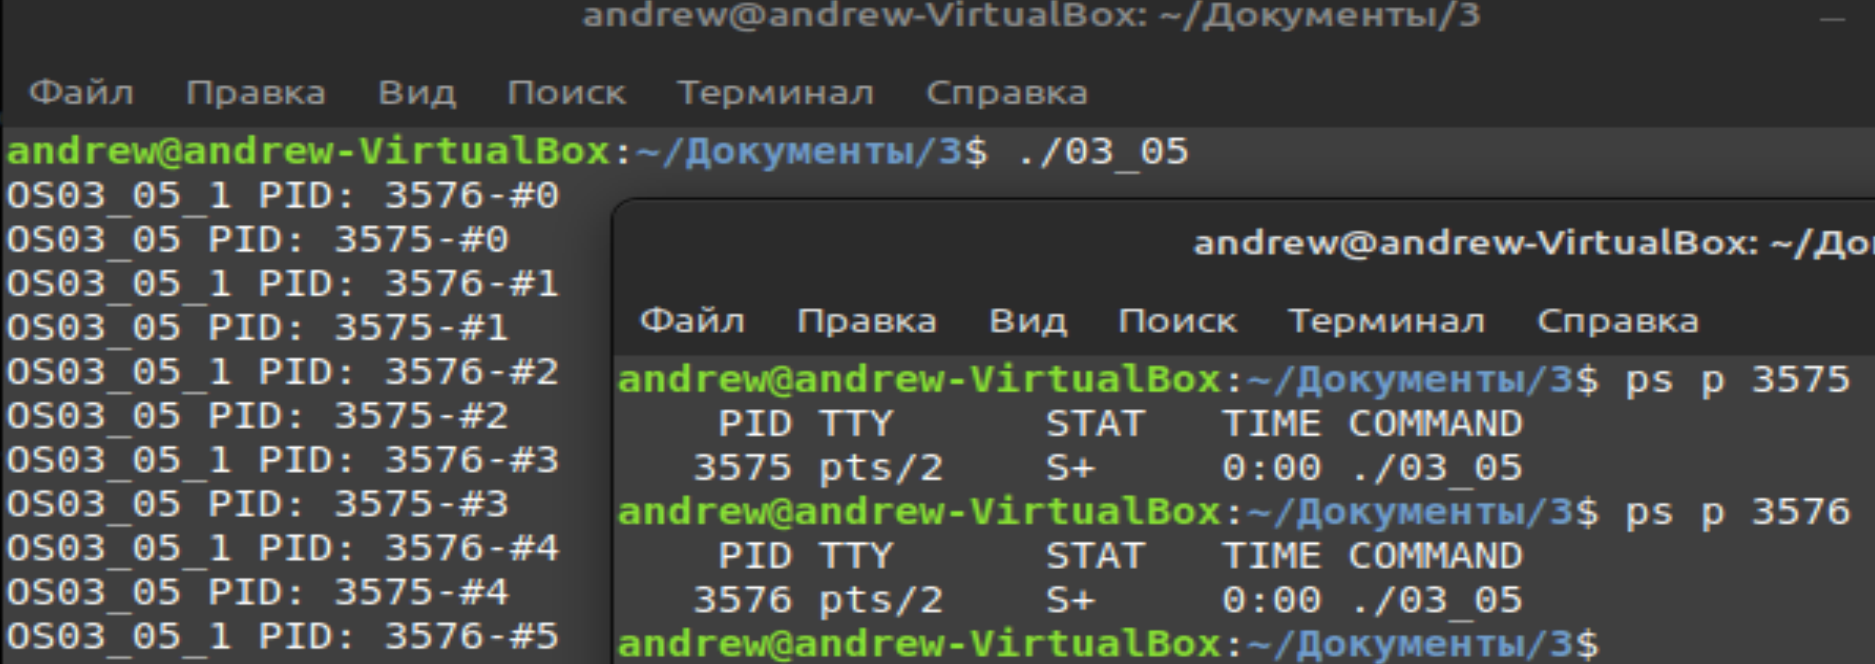 andrew@andrew-VirtualBox: ~/Документы/3
Файл Правка Вид Поиск Терминал Справка
andrew@andrew-VirtualBox:~/Документы/3$ ./03_05
OS03_05_1 PID: 3576-#0
OS03_05 PID: 3575-#0
OS03_05_1 PID: 3576-#1
OS03_05 PID: 3575-#1
OS03_05_1 PID: 3576-#2
OS03_05 PID: 3575-#2
OS03_05_1 PID: 3576-#3
OS03_05 PID: 3575-#3
OS03_05_1 PID: 3576-#4
OS03_05 PID: 3575-#4
OS03_05_1 PID: 3576-#5
andrew@andrew-VirtualBox: ~/До
Файл Правка Вид Поиск Терминал Справка
andrew@andrew-VirtualBox:~/Документы/3$ ps p 3575
PID TTY STAT TIME COMMAND
3575 pts/2 S+ 0:00 ./03_05
andrew@andrew-VirtualBox:~/Документы/3$ ps p 3576
PID TTY STAT TIME COMMAND
3576 pts/2 S+ 0:00 ./03_05
andrew@andrew-VirtualBox:~/Документы/3$